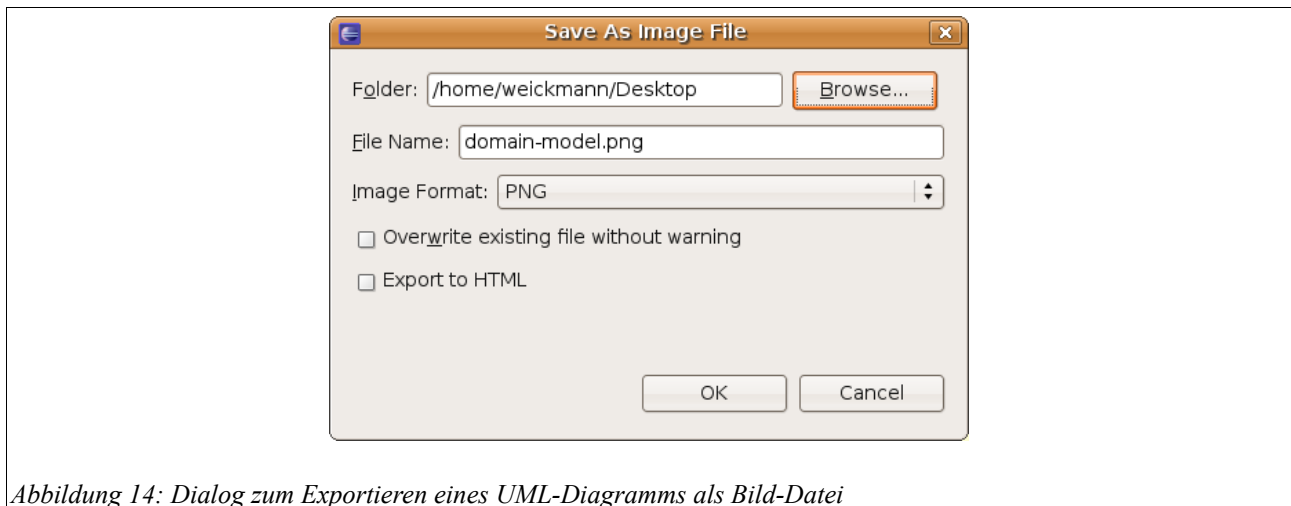 Save As Image File
Folder: /home/weickmann/Desktop Browse...
File Name: domain-model.png
Image Format: PNG
Overwrite existing file without warning
Export to HTML
OK Cancel
Abbildung 14: Dialog zum Exportieren eines UML-Diagramms als Bild-Datei